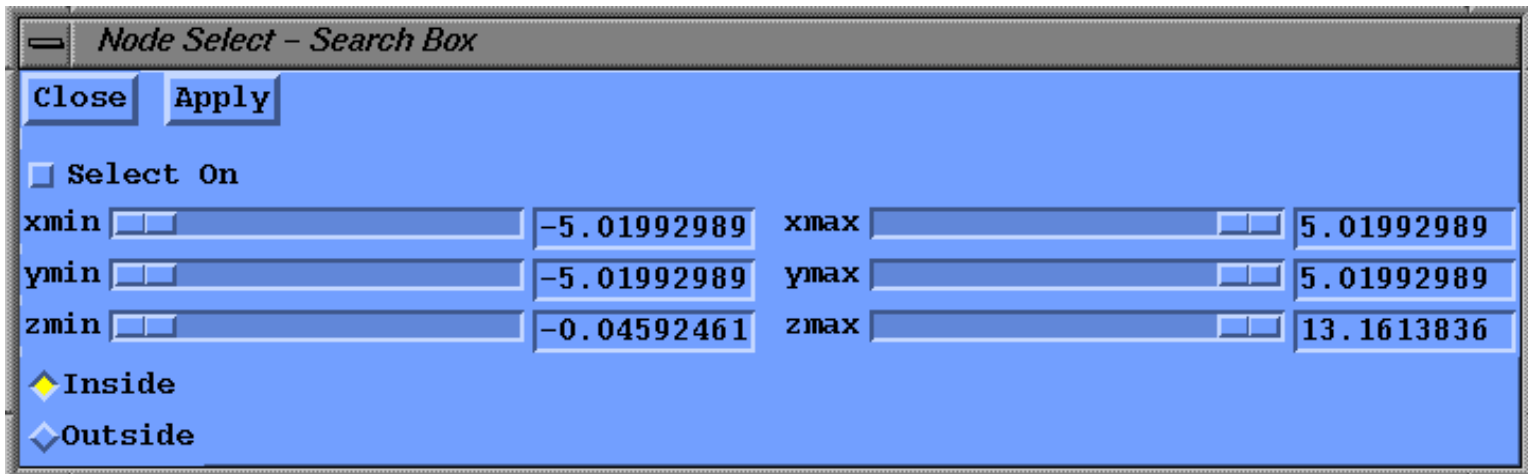 Node Select – Search Box
Close Apply
Select On
xmin -5.01992989 xmax 5.01992989
ymin -5.01992989 ymax 5.01992989
zmin -0.04592461 zmax 13.1613836
Inside
Outside